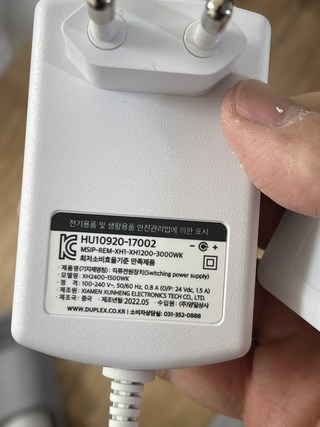 전기용품 및 생활용품 안전관리법에 의한 표시
HU10920-17002
MSIP-REM-XH1-XH1200-3000WK
최저소비효율기준 만족제품
· 제품명(기자재명칭) : 직류전원장치(Switching power supply)
· 모델명 : XH2400-1500WK
· 정격 : 100-240 V~, 50/60 Hz, 0.8 A (O/P: 24 Vdc, 1.5 A)
· 제조원 : XIAMEN XUNHENG ELECTRONICS TECH CO., LTD.
· 제조국 : 중국 · 제조년월 2022.05 · 수입원 : (주)양일상사
WWW.DUPLEX.CO.KR | 소비자상담실 : 031-352-0888